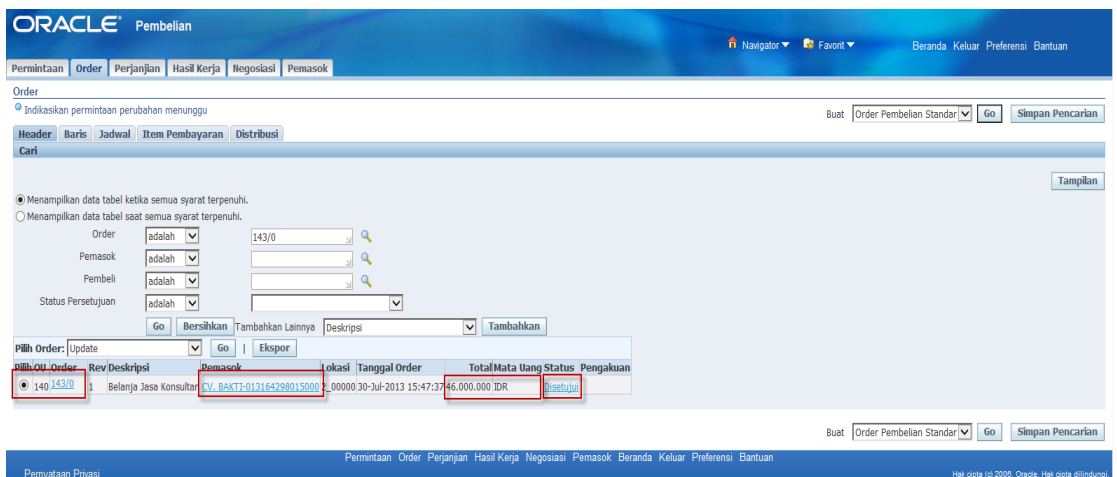 ORACLE Pembelian
Navigator Favorit Beranda Keluar Preferensi Bantuan
Permintaan Order Perjanjian Hasil Kerja Negosiasi Pemasok
Order
Indikasikan permintaan perubahan menunggu
Buat Order Pembelian Standar Go Simpan Pencarian
Header Baris Jadwal Item Pembayaran Distribusi
Cari
Tampilan
Menampilkan data tabel ketika semua syarat terpenuhi.
Menampilkan data tabel saat semua syarat terpenuhi.
Order adalah 143/0
Pemasok adalah
Pembeli adalah
Status Persetujuan adalah
Go Bersihkan Tambahkan Lainnya Deskripsi Tambahkan
Pilih Order: Update Go | Ekspor
Pilih OU Order Rev Deskripsi Pemasok Lokasi Tanggal Order Total Mata Uang Status Pengakuan
140 143/0 1 Belanja Jasa Konsultan CV. BAKTI-013164298015000 2_00000 30-Jul-2013 15:47:37 46.000.000 IDR Disetujui
Buat Order Pembelian Standar Go Simpan Pencarian
Permintaan Order Perjanjian Hasil Kerja Negosiasi Pemasok Beranda Keluar Preferensi Bantuan
Pernyataan Privasi
Hak cipta (c) 2006, Oracle. Hak cipta dilindungi